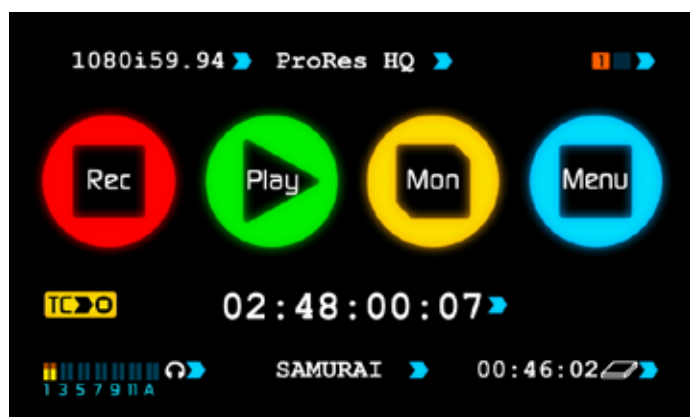 1080i59.94 ProRes HQ 1
Rec Play Mon Menu
TC 02:48:00:07
SAMURAI 00:46:02
1 3 5 7 9 11 A